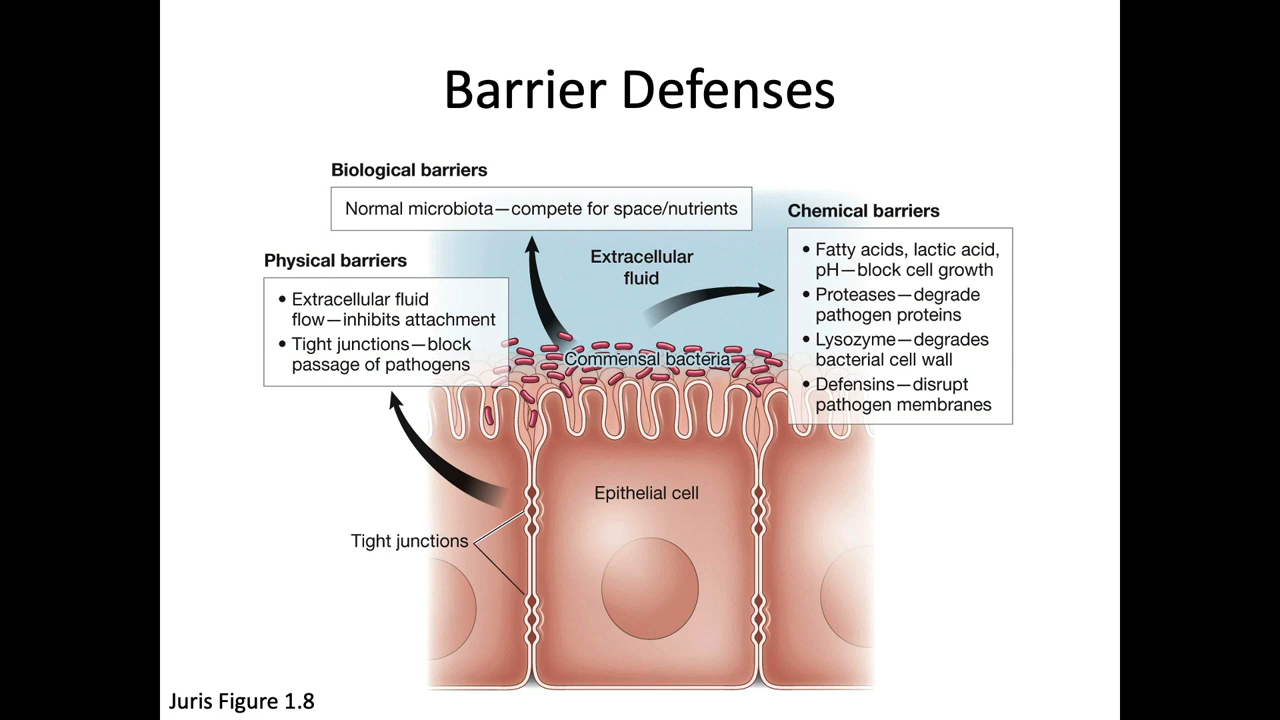 Barrier Defenses
Biological barriers
Normal microbiota—compete for space/nutrients
Chemical barriers
• Fatty acids, lactic acid,
pH—block cell growth
• Proteases—degrade
pathogen proteins
• Lysozyme—degrades
bacterial cell wall
• Defensins—disrupt
pathogen membranes
Physical barriers
• Extracellular fluid
flow—inhibits attachment
• Tight junctions—block
passage of pathogens
Extracellular
fluid
Commensal bacteria
Epithelial cell
Tight junctions
Juris Figure 1.8